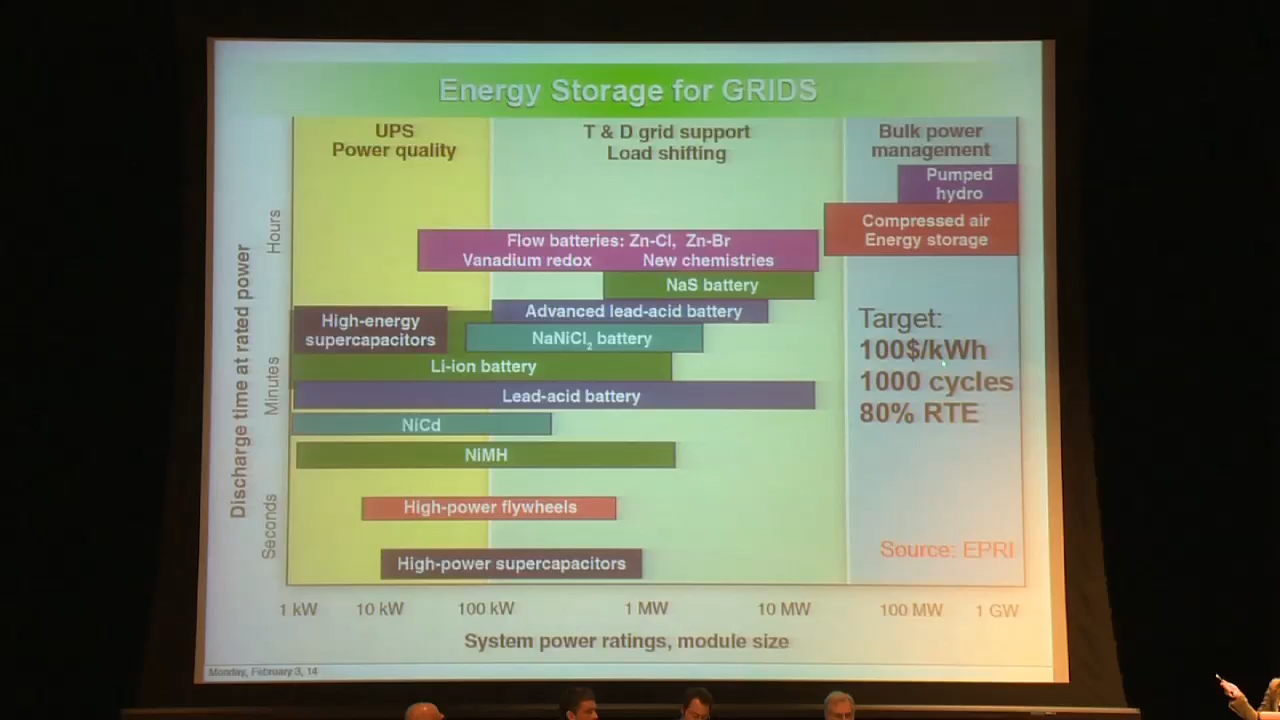 Energy Storage for GRIDS
UPS
Power quality
T & D grid support
Load shifting
Bulk power
management
Pumped
hydro
Compressed air
Energy storage
Flow batteries: Zn-Cl, Zn-Br
Vanadium redox New chemistries
NaS battery
Advanced lead-acid battery
High-energy
supercapacitors
NaNiCl2 battery
Li-ion battery
Lead-acid battery
NiCd
NiMH
High-power flywheels
High-power supercapacitors
Target:
100$/kWh
1000 cycles
80% RTE
Source: EPRI
Discharge time at rated power
Hours
Minutes
Seconds
1 kW 10 kW 100 kW 1 MW 10 MW 100 MW 1 GW
System power ratings, module size
Monday, February 3, 14